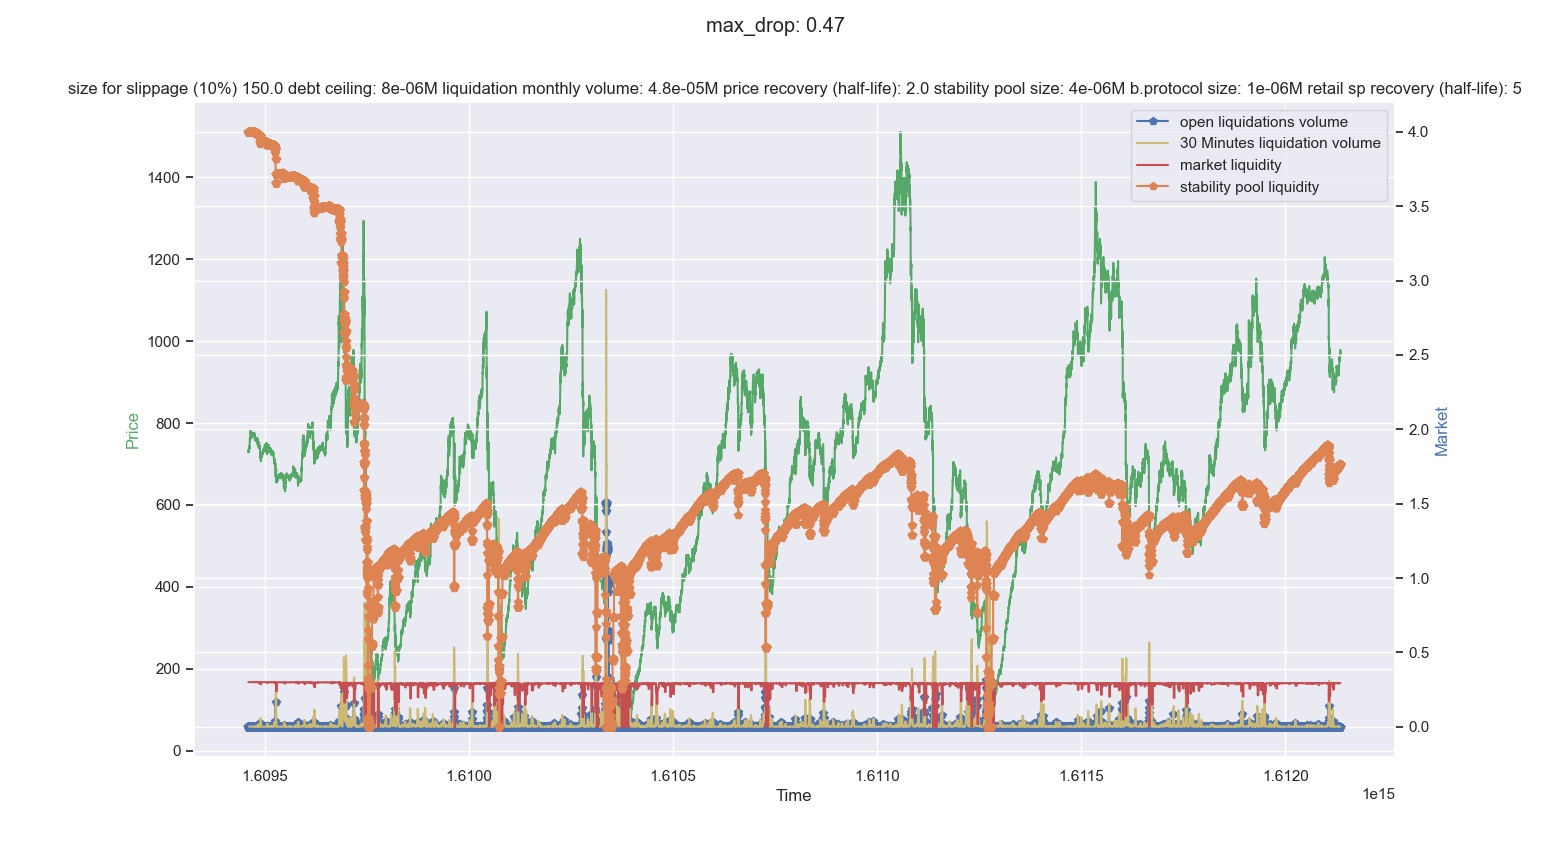 max_drop: 0.47
size for slippage (10%) 150.0 debt ceiling: 8e-06M liquidation monthly volume: 4.8e-05M price recovery (half-life): 2.0 stability pool size: 4e-06M b.protocol size: 1e-06M retail sp recovery (half-life): 5
open liquidations volume
30 Minutes liquidation volume
market liquidity
stability pool liquidity
1400
1200
1000
800
600
400
200
0
Price
4.0
3.5
3.0
2.5
2.0
1.5
1.0
0.5
0.0
Market
1.6095 1.6100 1.6105 1.6110 1.6115 1.6120
Time
1e15